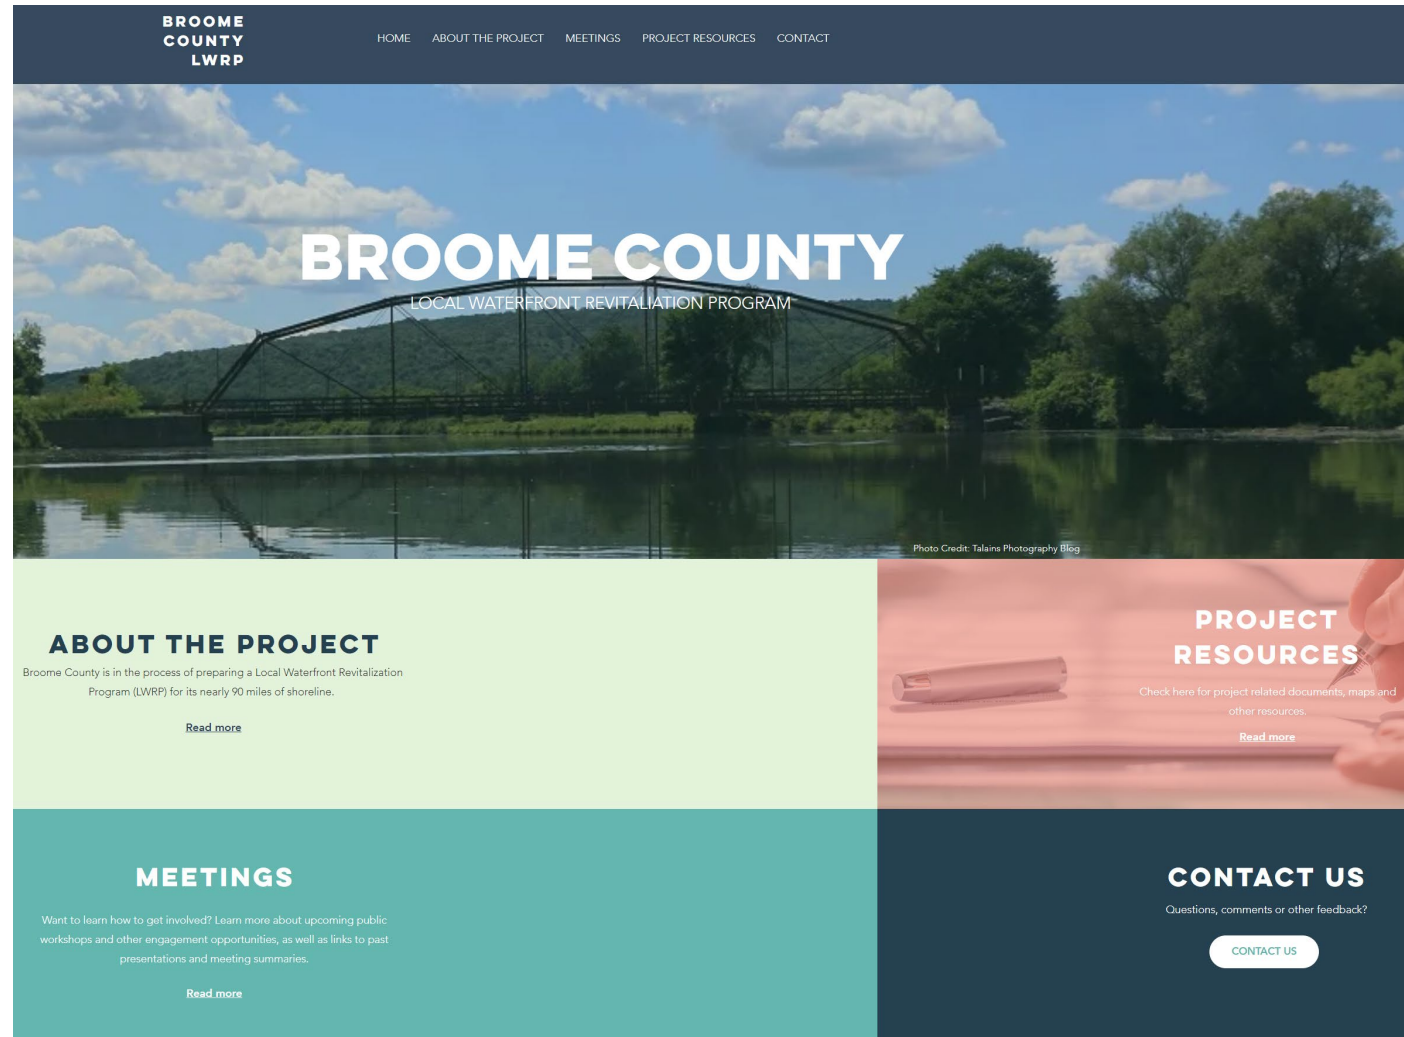 BROOME
COUNTY
LWRP
HOME ABOUT THE PROJECT MEETINGS PROJECT RESOURCES CONTACT
BROOME COUNTY
LOCAL WATERFRONT REVITALIATION PROGRAM
Photo Credit: Talains Photography Blog
ABOUT THE PROJECT
Broome County is in the process of preparing a Local Waterfront Revitalization
Program (LWRP) for its nearly 90 miles of shoreline.
Read more
PROJECT
RESOURCES
Check here for project related documents, maps and
other resources.
Read more
MEETINGS
Want to learn how to get involved? Learn more about upcoming public
workshops and other engagement opportunities, as well as links to past
presentations and meeting summaries.
Read more
CONTACT US
Questions, comments or other feedback?
CONTACT US